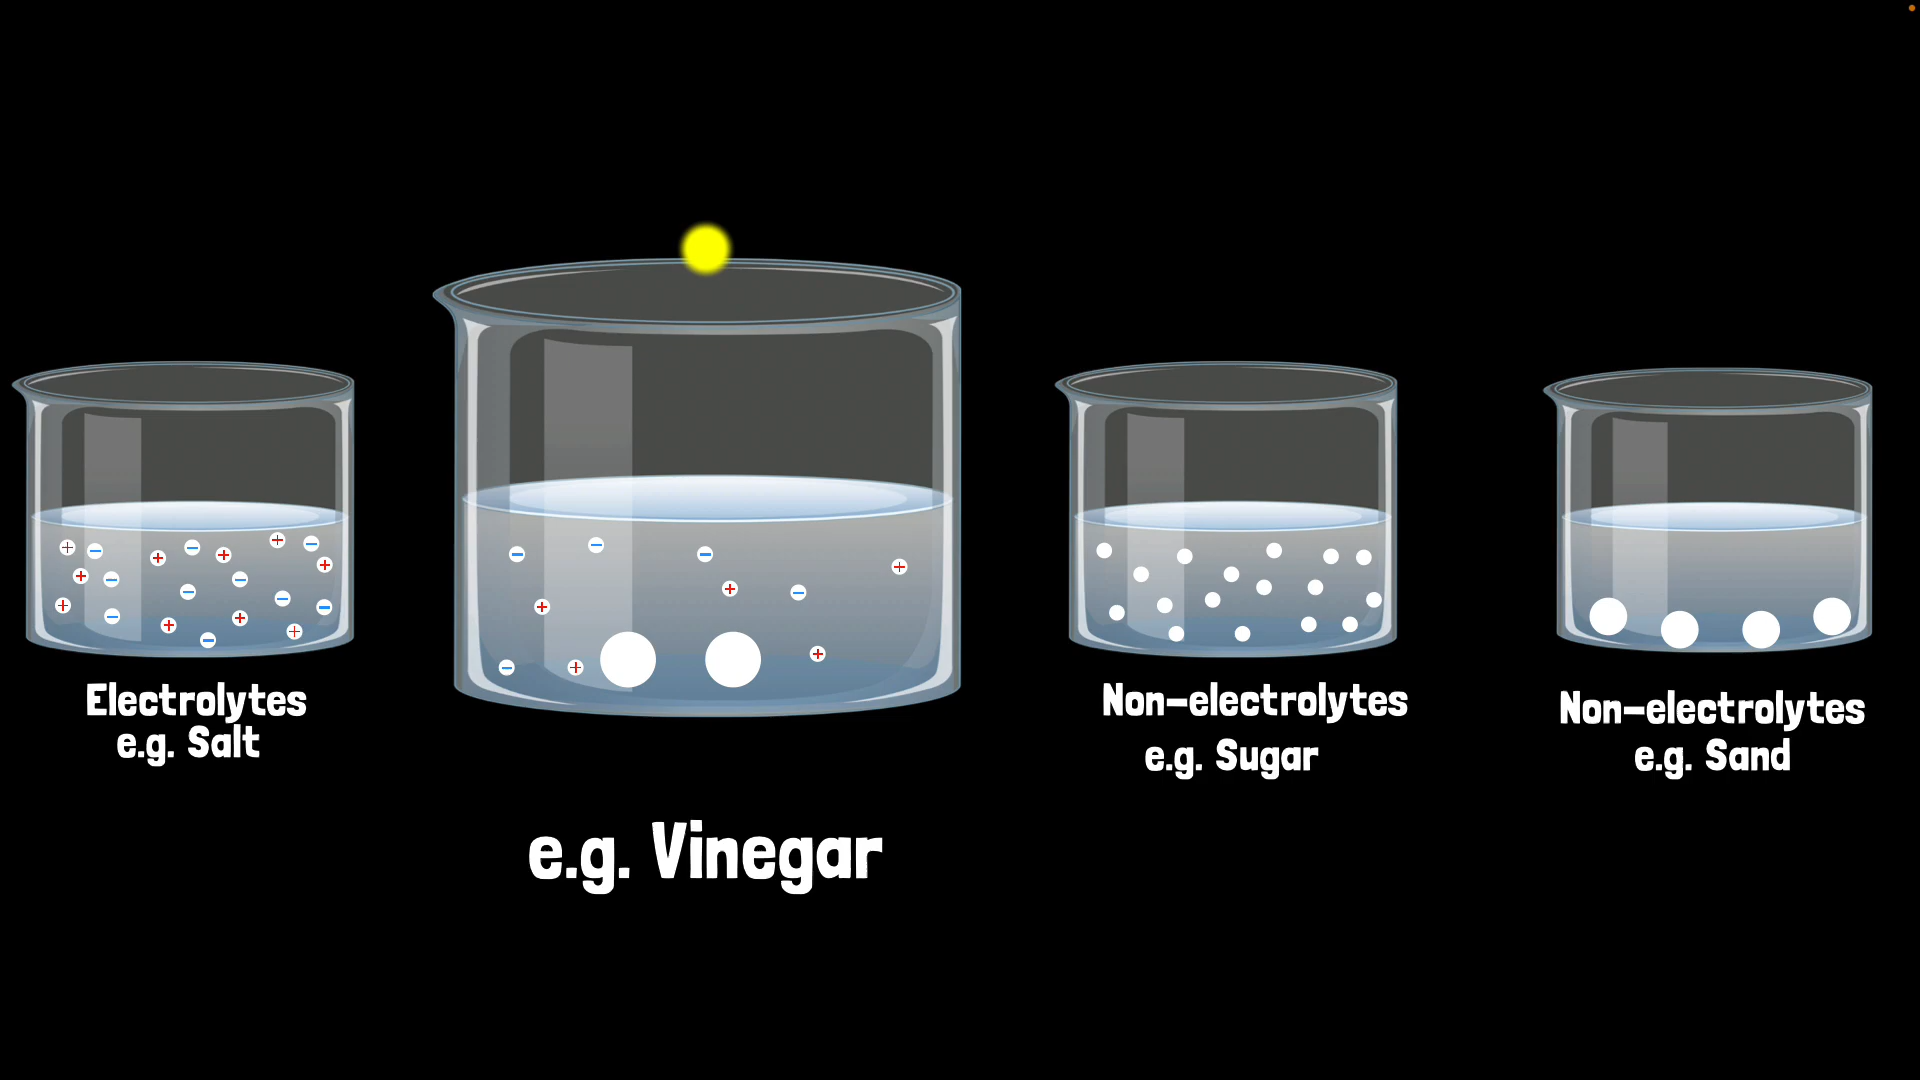 Electrolytes
e.g. Salt
e.g. Vinegar
Non-electrolytes
e.g. Sugar
Non-electrolytes
e.g. Sand